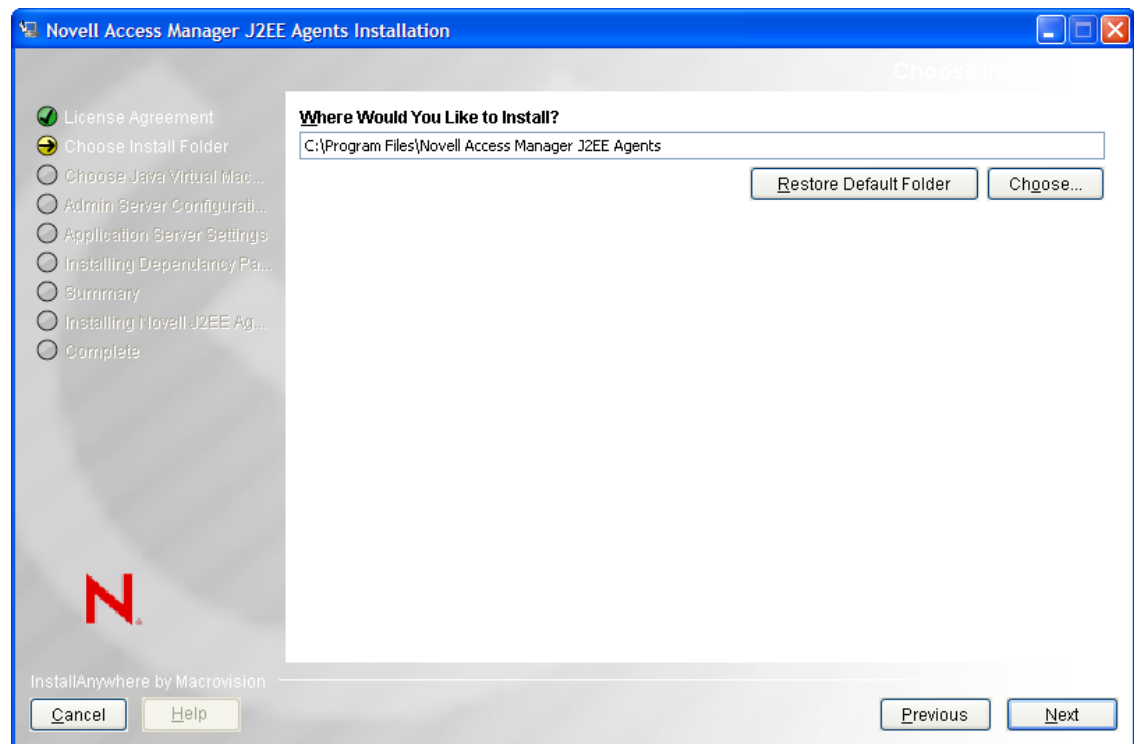 Novell Access Manager J2EE Agents Installation
Choose Install
License Agreement
Choose Install Folder
Choose Java Virtual Mac...
Admin Server Configurati...
Application Server Settings
Installing Dependancy Pa...
Summary
Installing Novell J2EE Ag...
Complete
Where Would You Like to Install?
C:\Program Files\Novell Access Manager J2EE Agents
Restore Default Folder
Choose...
N
InstallAnywhere by Macrovision
Cancel
Help
Previous
Next